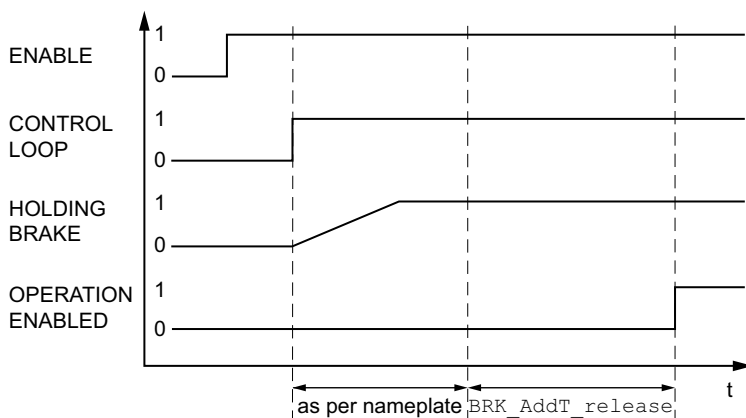 ENABLE
1
0
CONTROL
LOOP
1
0
HOLDING
BRAKE
1
0
OPERATION
ENABLED
1
0
t
as per nameplate BRK_AddT_release